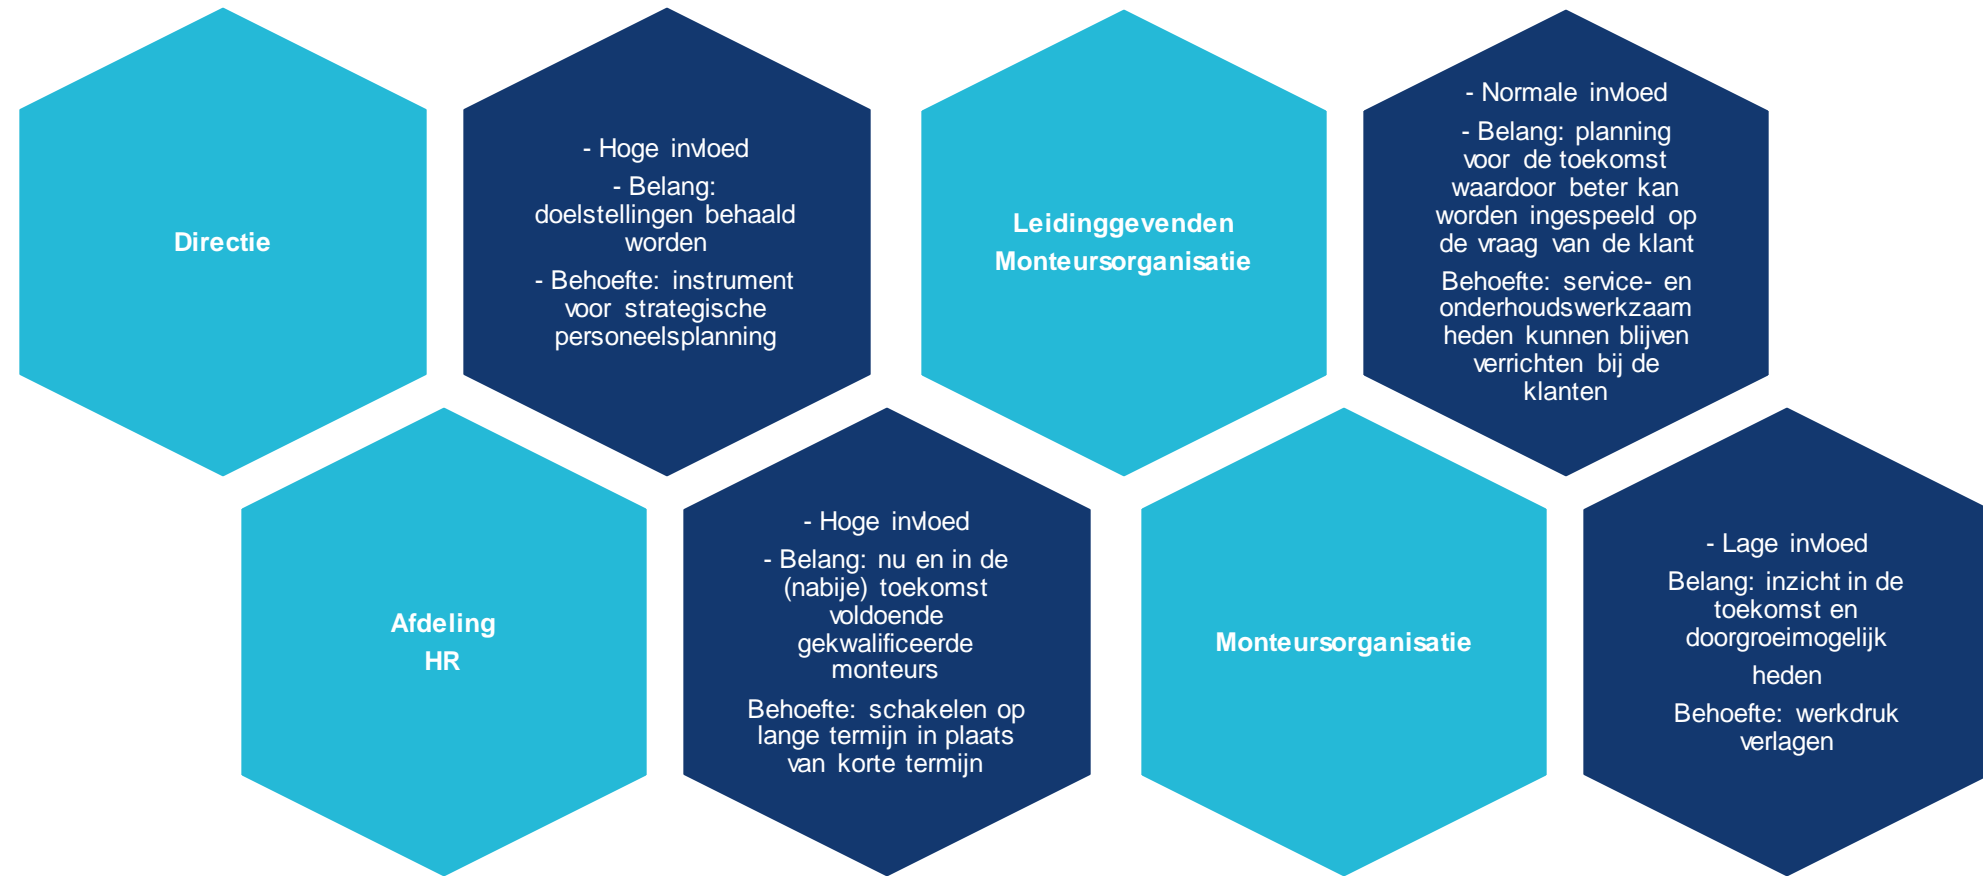 Directie
- Hoge invloed
- Belang:
doelstellingen behaald
worden
- Behoefte: instrument
voor strategische
personeelsplanning
Leidinggevenden
Monteursorganisatie
- Normale invloed
- Belang: planning
voor de toekomst
waardoor beter kan
worden ingespeeld op
de vraag van de klant
Behoefte: service- en
onderhoudswerkzaam
heden kunnen blijven
verrichten bij de
klanten
Afdeling
HR
- Hoge invloed
- Belang: nu en in de
(nabije) toekomst
voldoende
gekwalificeerde
monteurs
Behoefte: schakelen op
lange termijn in plaats
van korte termijn
Monteursorganisatie
- Lage invloed
Belang: inzicht in de
toekomst en
doorgroeimogelijk
heden
Behoefte: werkdruk
verlagen